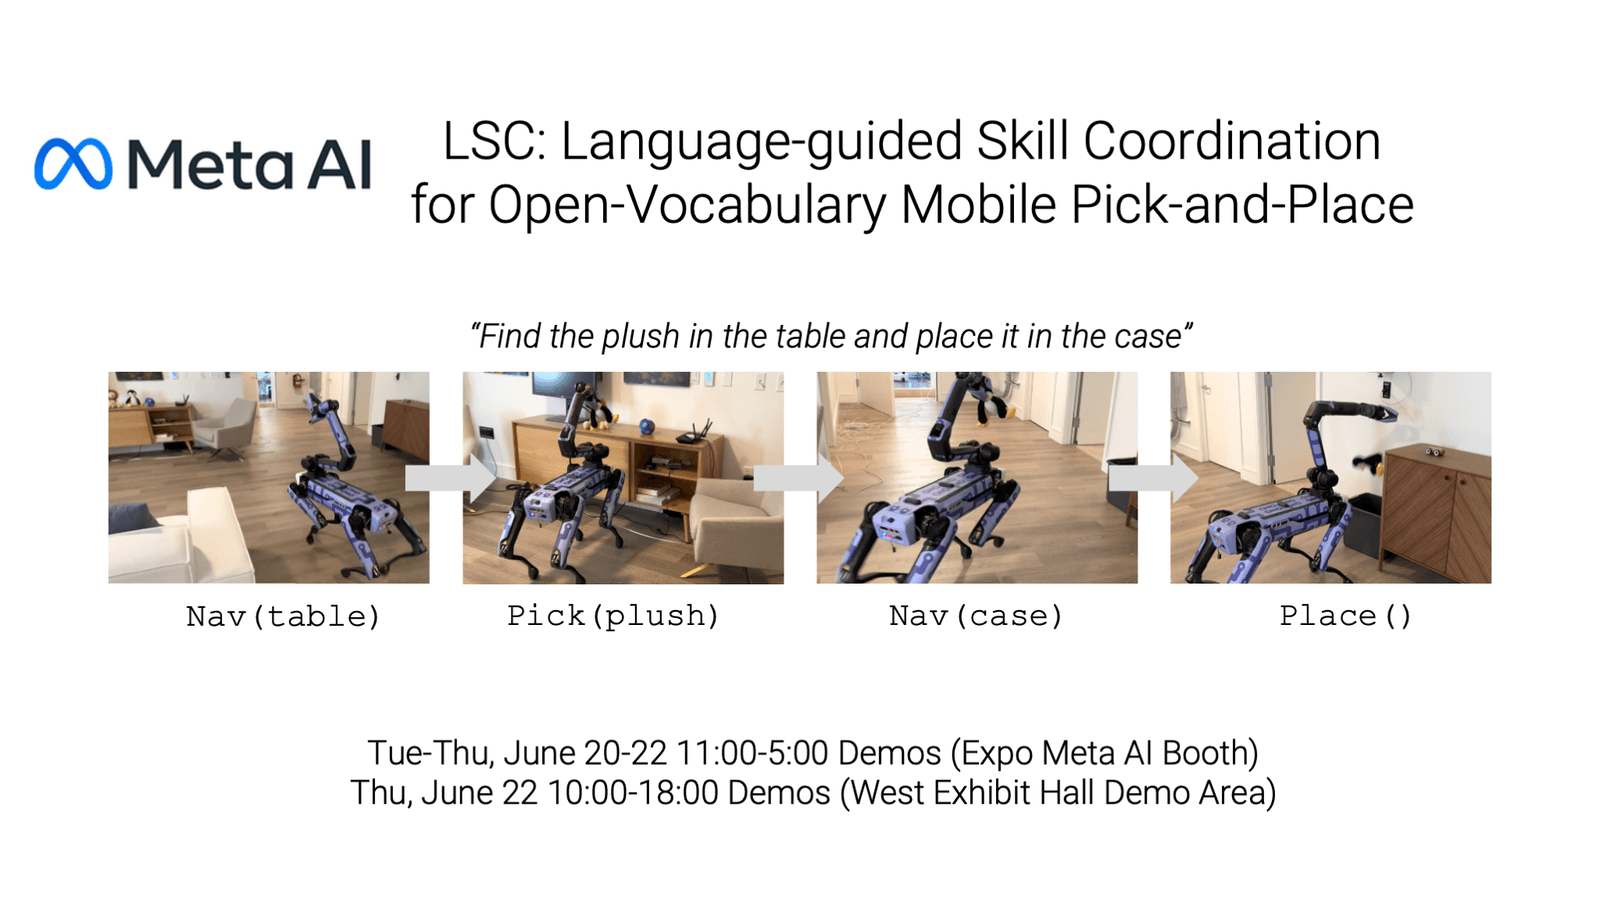 Meta AI
LSC: Language-guided Skill Coordination
for Open-Vocabulary Mobile Pick-and-Place
“Find the plush in the table and place it in the case”
Nav(table)
Pick(plush)
Nav(case)
Place()
Tue-Thu, June 20-22 11:00-5:00 Demos (Expo Meta AI Booth)
Thu, June 22 10:00-18:00 Demos (West Exhibit Hall Demo Area)